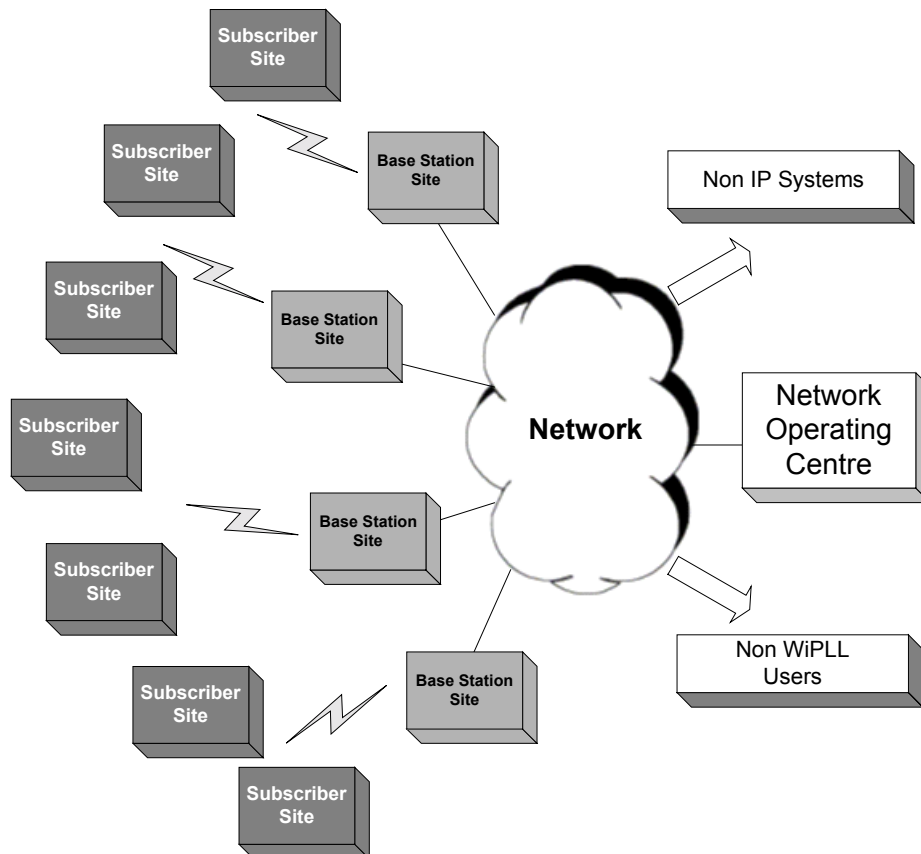 Subscriber
Site
Subscriber
Site
Base Station
Site
Non IP Systems
Subscriber
Site
Base Station
Site
Network
Network
Operating
Centre
Subscriber
Site
Base Station
Site
Subscriber
Site
Non WiPLL
Users
Base Station
Site
Subscriber
Site
Subscriber
Site